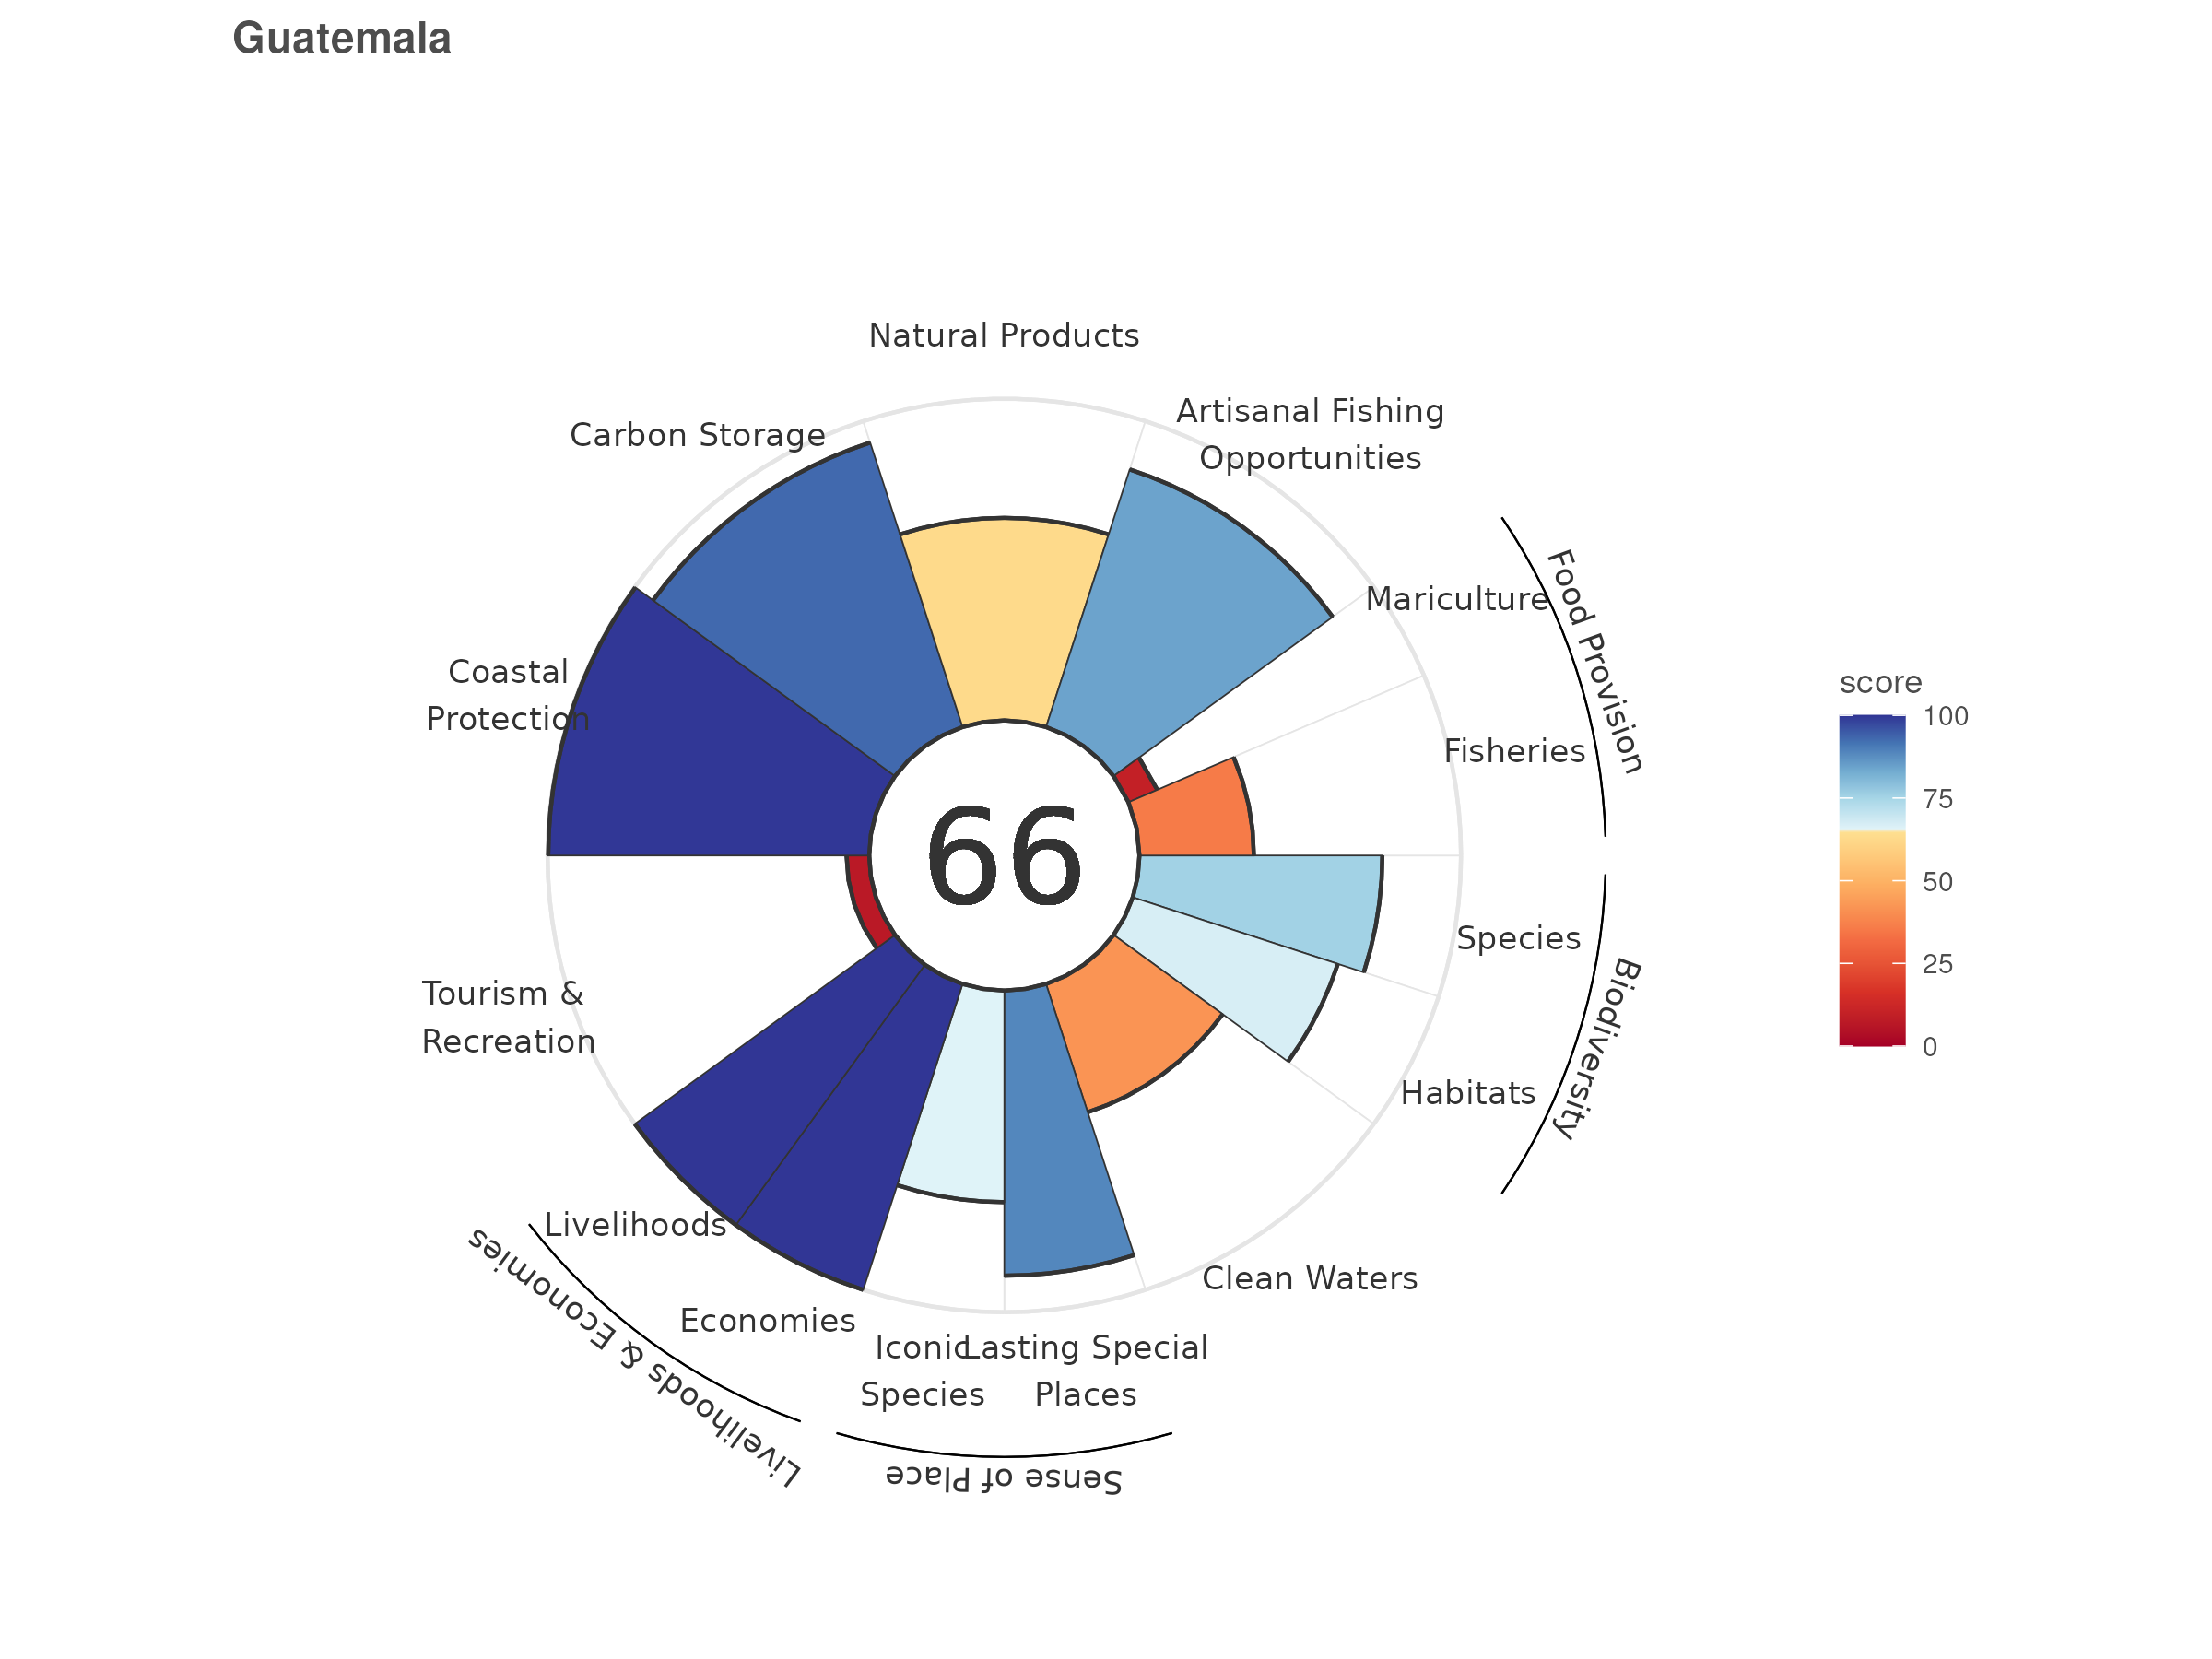 Guatemala
Natural Products
Artisanal Fishing
Opportunities
Carbon Storage
Mariculture
Food Provision
Fisheries
Coastal
Protection
66
score
100
75
50
25
0
Species
Biodiversity
Habitats
Tourism &
Recreation
Livelihoods
Economies
Livelihoods & Economies
Clean Waters
Iconic
Species
Lasting Special
Places
Sense of Place